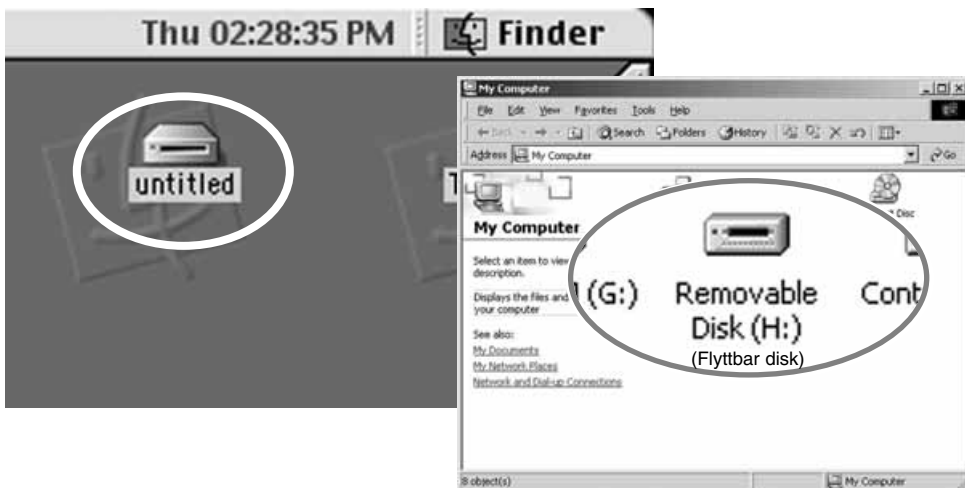 Thu 02:28:35 PM Finder
untitled
My Computer
File Edit View Favorites Tools Help
Back Search Folders History
Address My Computer Go
My Computer
Select an item to view
description.
Displays the files and
your computer
See also:
My Documents
My Network Places
Network and Dial-up Connections
Disc
(G:) Removable
Disk (H:)
(Flyttbar disk)
Cont
8 object(s) My Computer